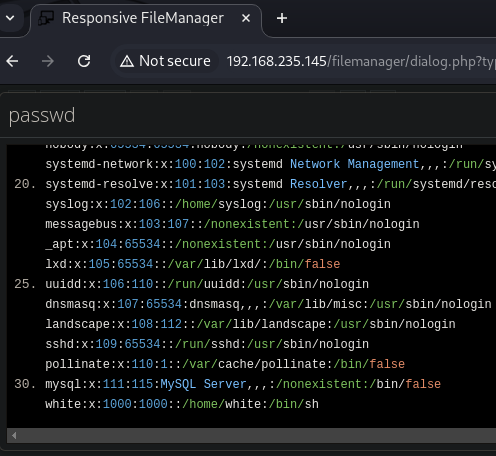 Responsive FileManager
Not secure 192.168.235.145/filemanager/dialog.php?ty
passwd
nobody:x:65534:65534:nobody:/nonexistent:/usr/sbin/nologin
systemd-network:x:100:102:systemd Network Management,,,:/run/sy
20. systemd-resolve:x:101:103:systemd Resolver,,,:/run/systemd/reso
syslog:x:102:106::/home/syslog:/usr/sbin/nologin
messagebus:x:103:107::/nonexistent:/usr/sbin/nologin
_apt:x:104:65534::/nonexistent:/usr/sbin/nologin
lxd:x:105:65534::/var/lib/lxd/:/bin/false
25. uuidd:x:106:110::/run/uuidd:/usr/sbin/nologin
dnsmasq:x:107:65534:dnsmasq,,,:/var/lib/misc:/usr/sbin/nologin
landscape:x:108:112::/var/lib/landscape:/usr/sbin/nologin
sshd:x:109:65534::/run/sshd:/usr/sbin/nologin
pollinate:x:110:1::/var/cache/pollinate:/bin/false
30. mysql:x:111:115:MySQL Server,,,:/nonexistent:/bin/false
white:x:1000:1000::/home/white:/bin/sh